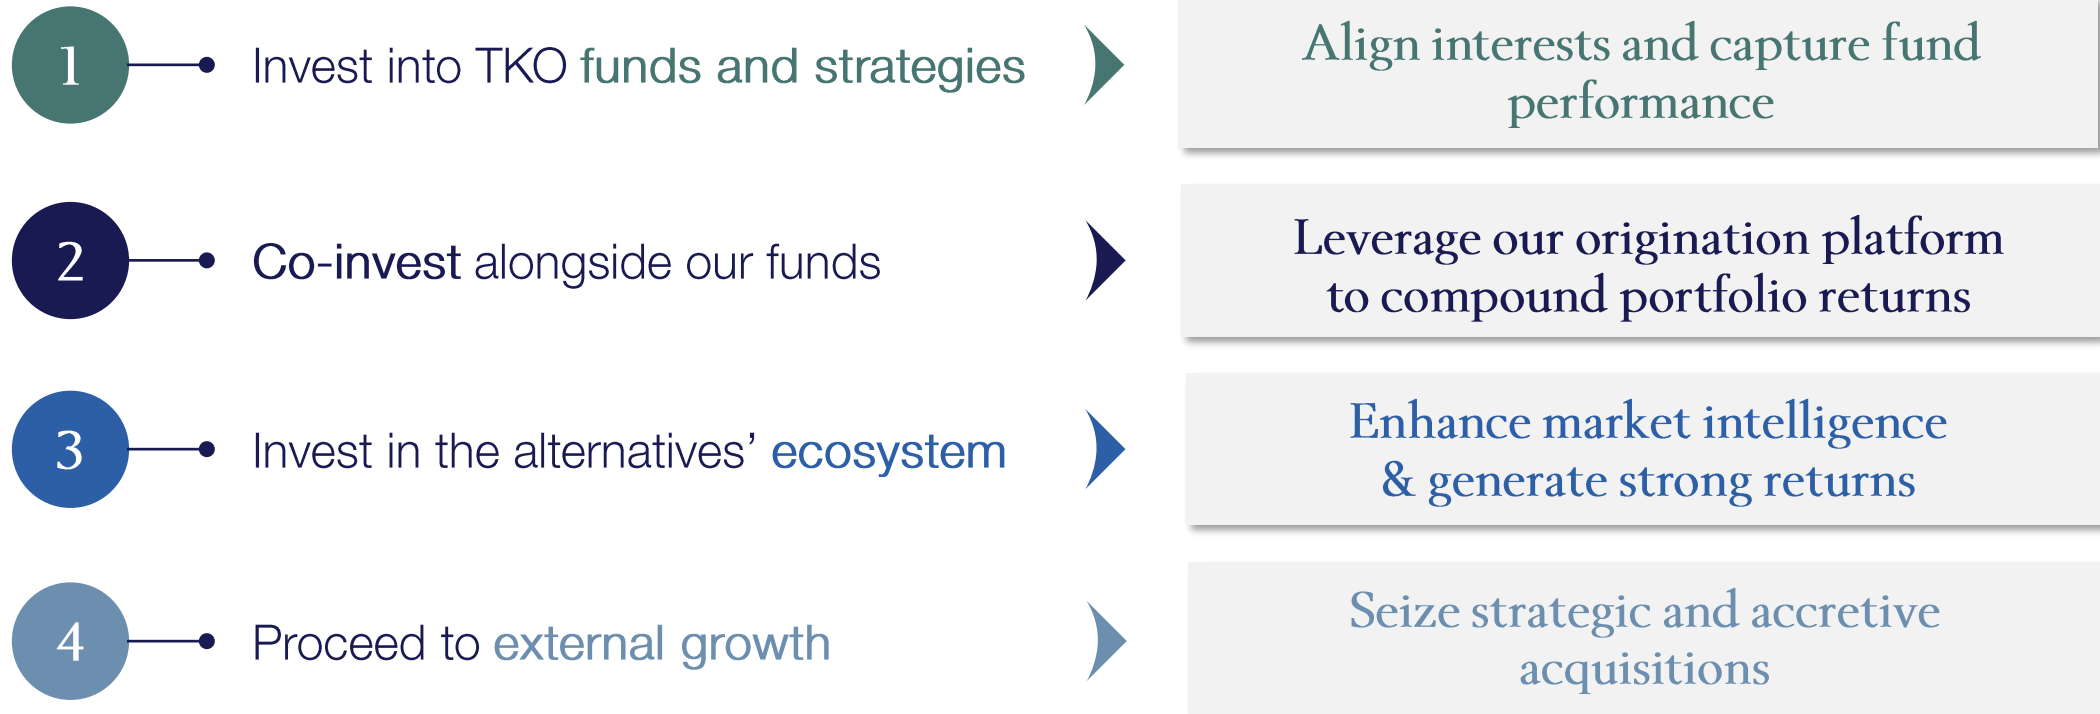 1
Invest into TKO funds and strategies
Align interests and capture fund
performance
2
Co-invest alongside our funds
Leverage our origination platform
to compound portfolio returns
3
Invest in the alternatives’ ecosystem
Enhance market intelligence
& generate strong returns
4
Proceed to external growth
Seize strategic and accretive
acquisitions